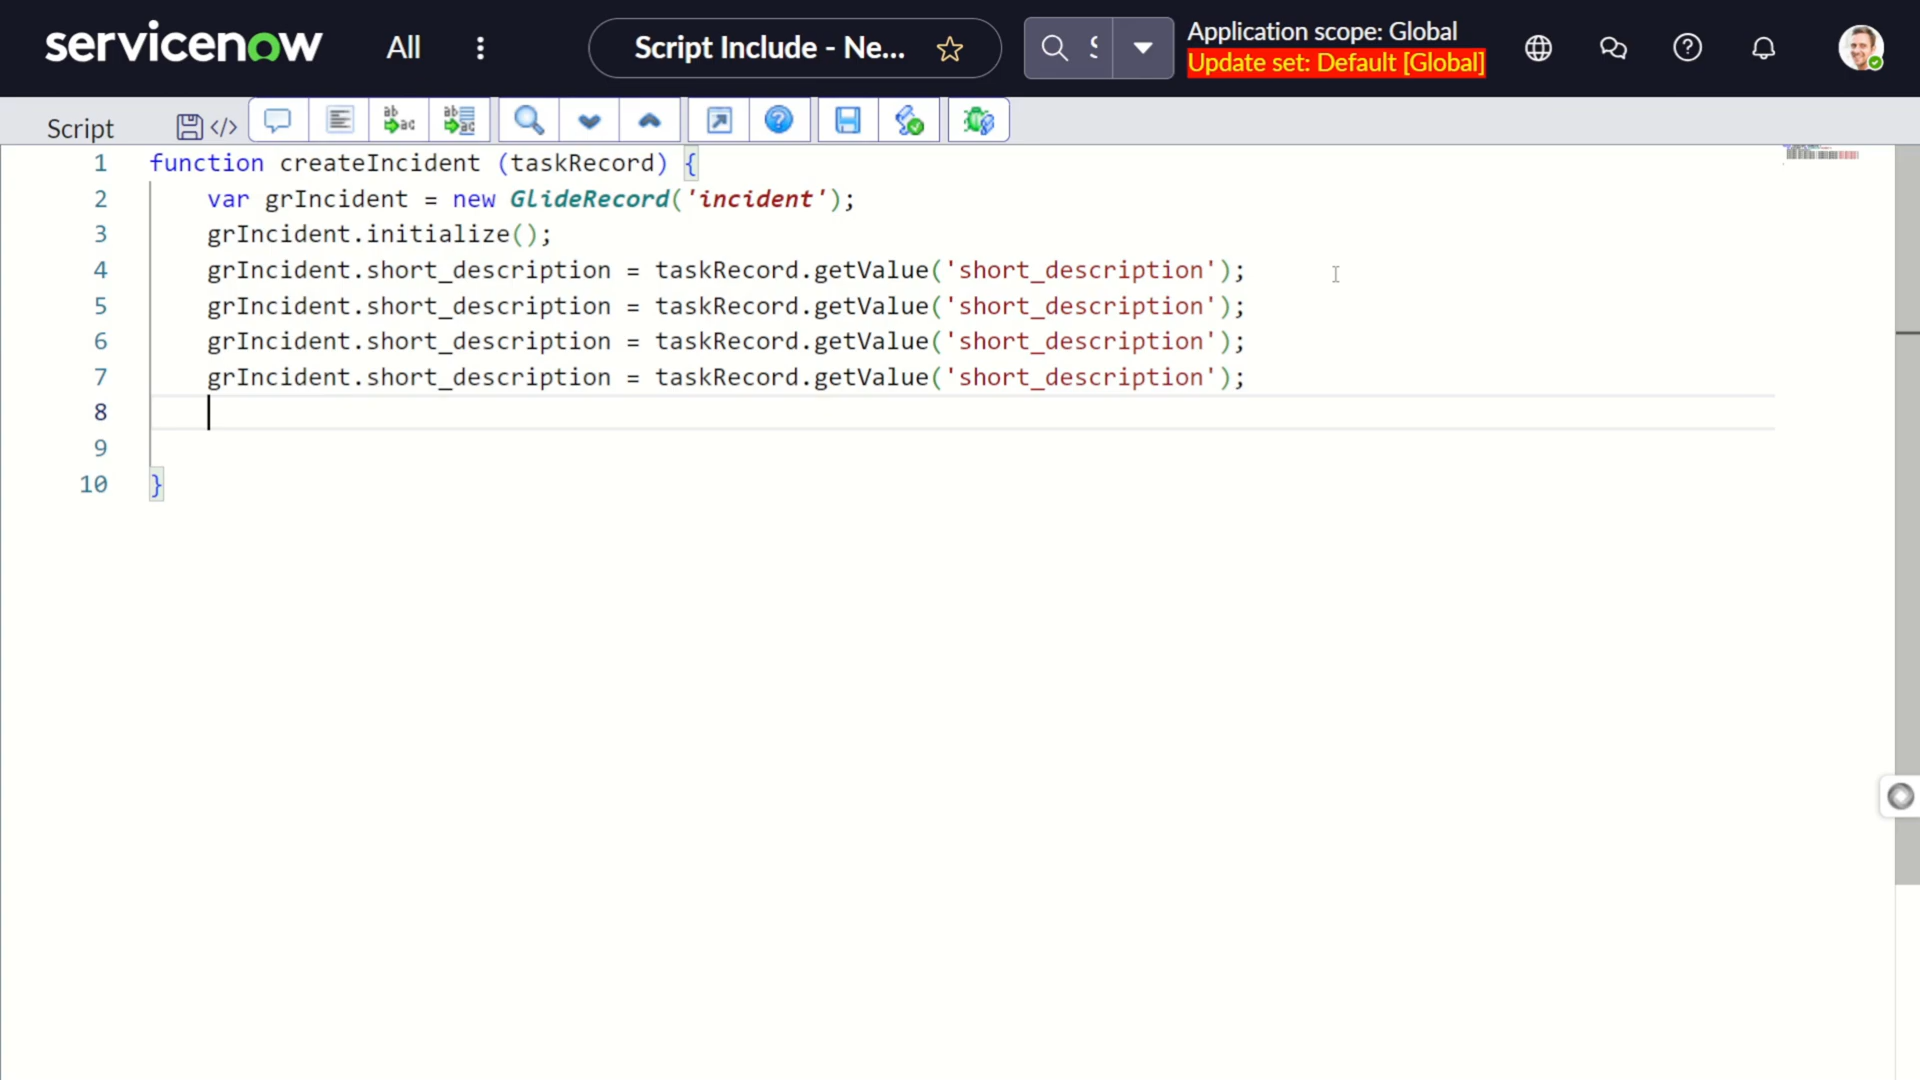 servicenow
All
Script Include - Ne...
S
Application scope: Global
Update set: Default [Global]
Script
1 function createIncident (taskRecord) {
2 var grIncident = new GlideRecord('incident');
3 grIncident.initialize();
4 grIncident.short_description = taskRecord.getValue('short_description');
5 grIncident.short_description = taskRecord.getValue('short_description');
6 grIncident.short_description = taskRecord.getValue('short_description');
7 grIncident.short_description = taskRecord.getValue('short_description');
8
9
10 }